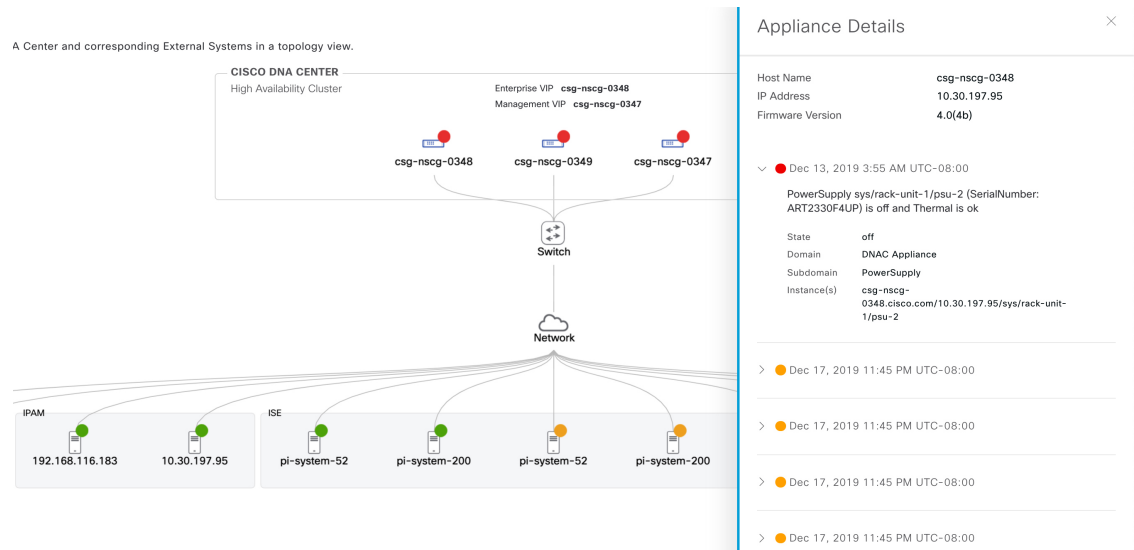 A Center and corresponding External Systems in a topology view.
CISCO DNA CENTER
High Availability Cluster
Enterprise VIP csg-nscg-0348
Management VIP csg-nscg-0347
csg-nscg-0348 csg-nscg-0349 csg-nscg-0347
Switch
Network
IPAM
192.168.116.183 10.30.197.95
ISE
pi-system-52 pi-system-200 pi-system-52 pi-system-200
Appliance Details
Host Name csg-nscg-0348
IP Address 10.30.197.95
Firmware Version 4.0(4b)
Dec 13, 2019 3:55 AM UTC-08:00
PowerSupply sys/rack-unit-1/psu-2 (SerialNumber:
ART2330F4UP) is off and Thermal is ok
State off
Domain DNAC Appliance
Subdomain PowerSupply
Instance(s) csg-nscg-
0348.cisco.com/10.30.197.95/sys/rack-unit-
1/psu-2
Dec 17, 2019 11:45 PM UTC-08:00
Dec 17, 2019 11:45 PM UTC-08:00
Dec 17, 2019 11:45 PM UTC-08:00
Dec 17, 2019 11:45 PM UTC-08:00